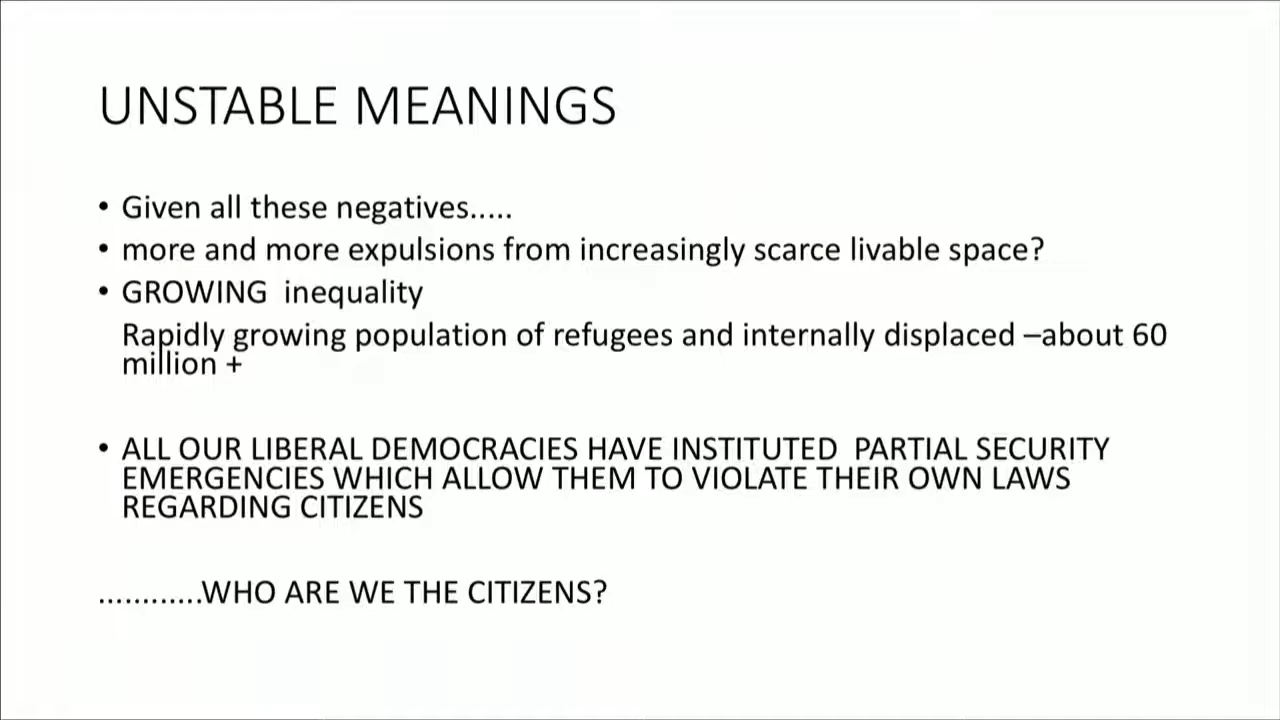 UNSTABLE MEANINGS
• Given all these negatives.....
• more and more expulsions from increasingly scarce livable space?
• GROWING  inequality
Rapidly growing population of refugees and internally displaced –about 60
million +
• ALL OUR LIBERAL DEMOCRACIES HAVE INSTITUTED  PARTIAL SECURITY
EMERGENCIES WHICH ALLOW THEM TO VIOLATE THEIR OWN LAWS
REGARDING CITIZENS
............WHO ARE WE THE CITIZENS?